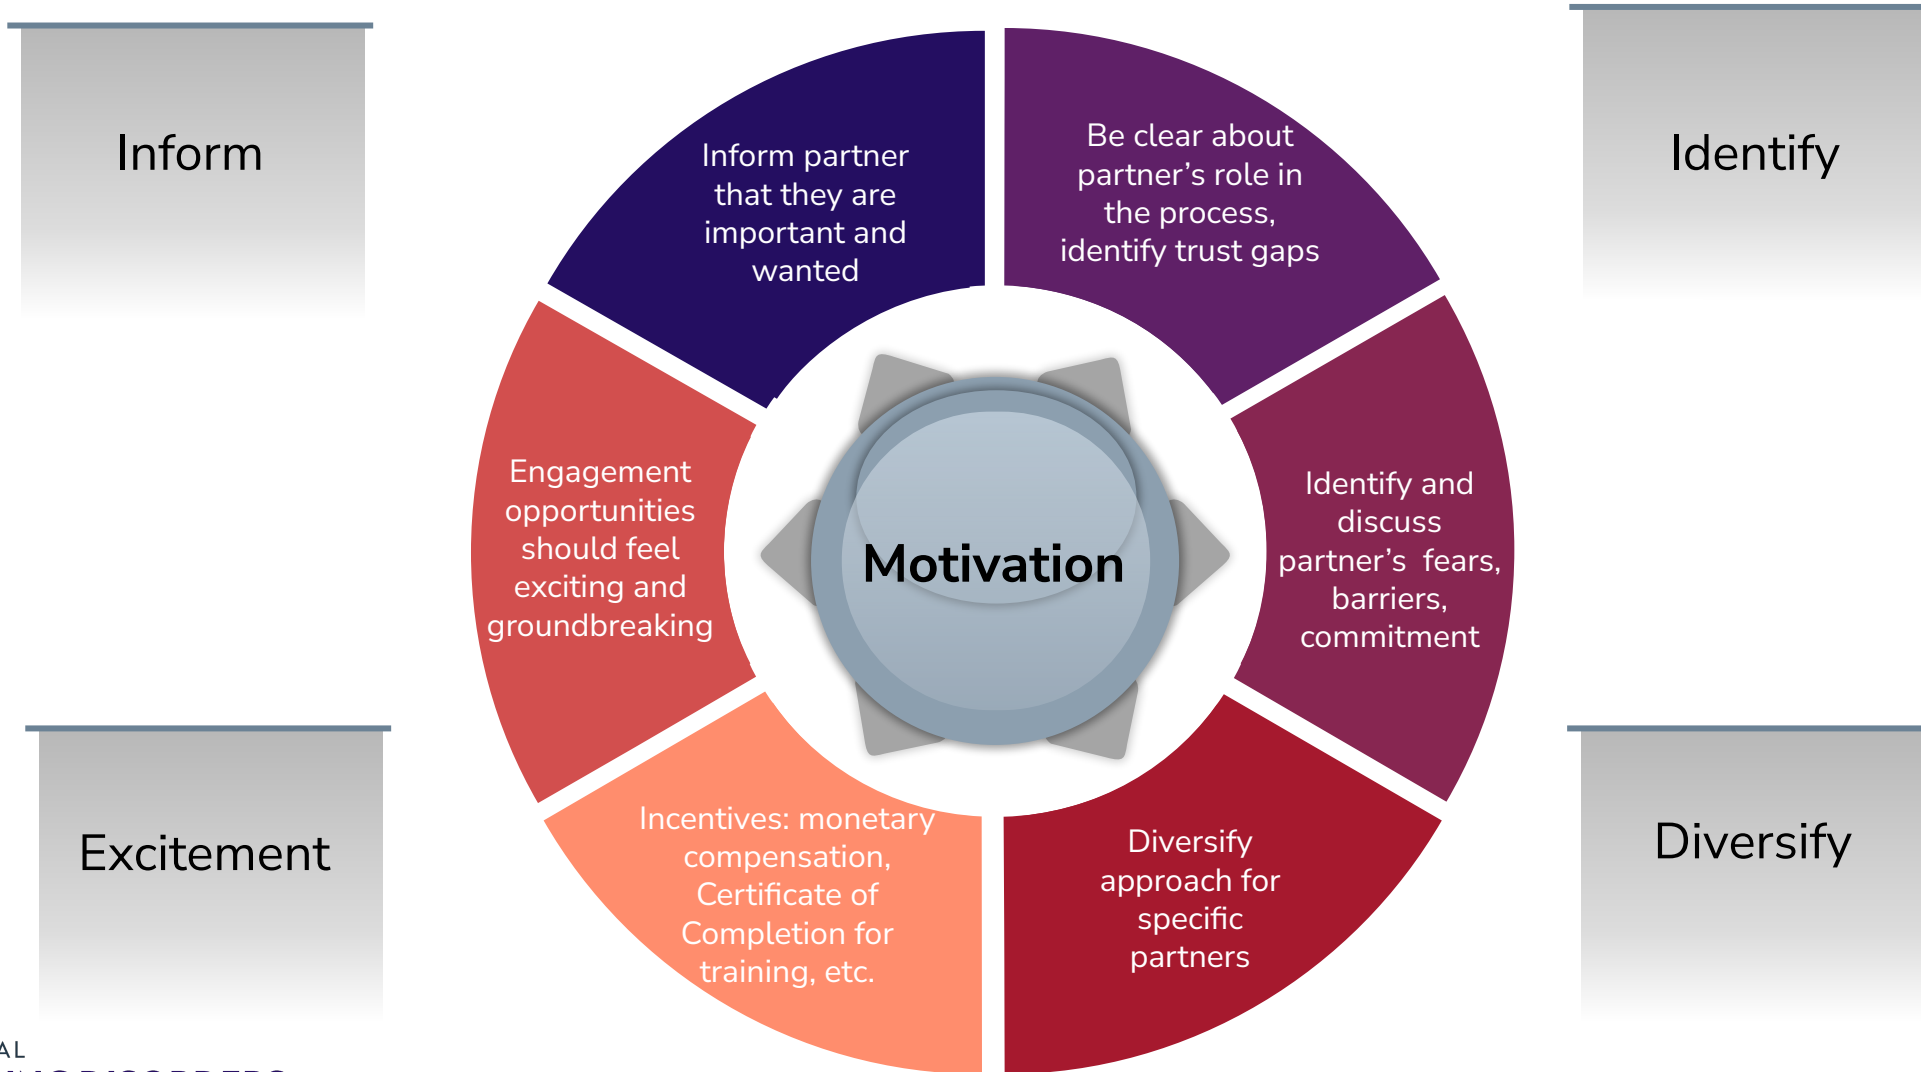 Inform
Identify
Inform partner
that they are
important and
wanted
Be clear about
partner’s role in
the process,
identify trust gaps
Engagement
opportunities
should feel
exciting and
groundbreaking
Motivation
Identify and
discuss
partner’s  fears,
barriers,
commitment
Excitement
Diversify
Incentives: monetary
compensation,
Certificate of
Completion for
training, etc.
Diversify
approach for
specific
partners